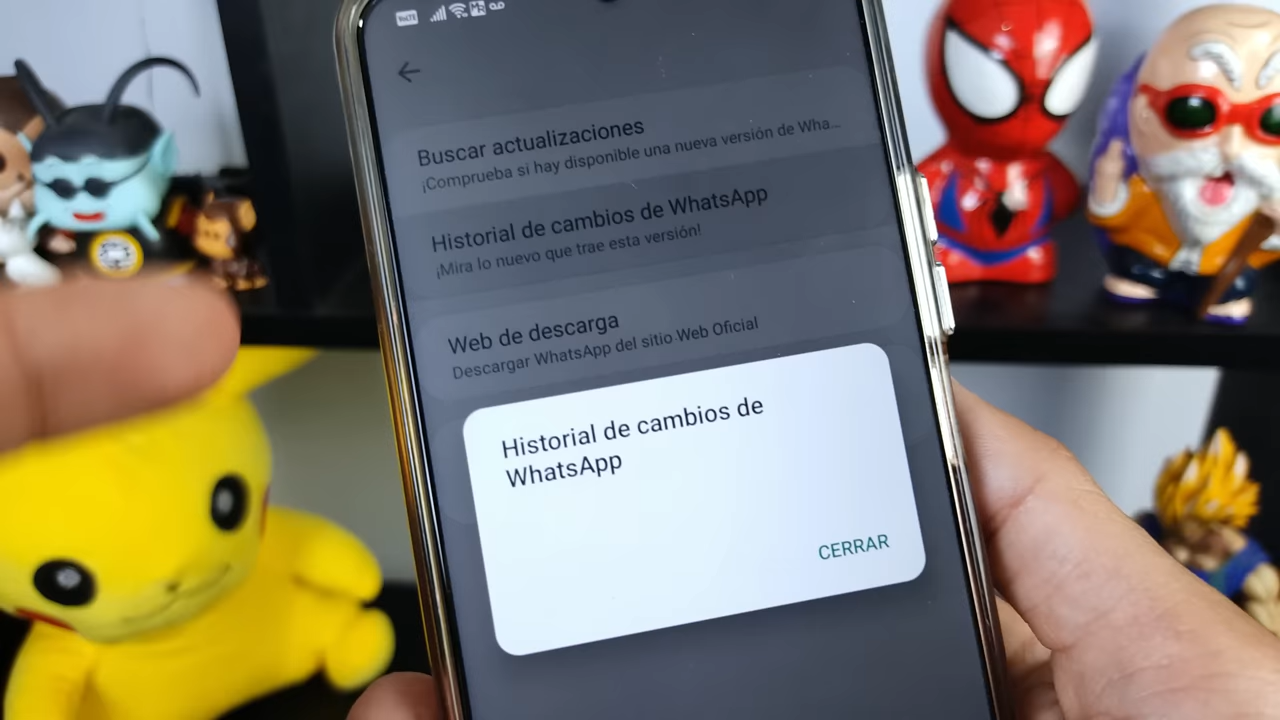 VoLTE
Buscar actualizaciones
¡Comprueba si hay disponible una nueva versión de Wha...
Historial de cambios de WhatsApp
¡Mira lo nuevo que trae esta versión!
Web de descarga
Descargar WhatsApp del sitio Web Oficial
Historial de cambios de
WhatsApp
CERRAR